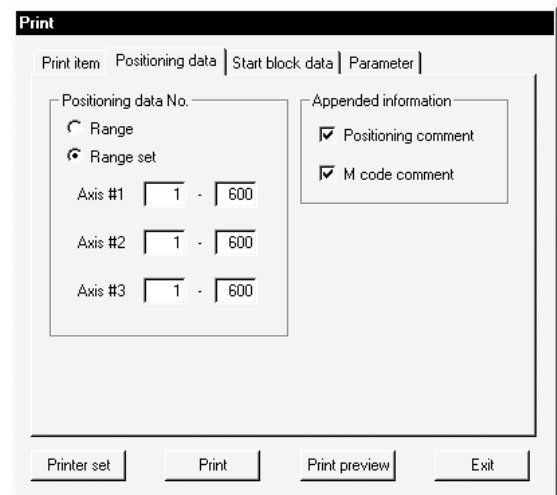 Print
Print item Positioning data Start block data Parameter
Positioning data No.
Range
Range set
Axis #1 1 - 600
Axis #2 1 - 600
Axis #3 1 - 600
Appended information
Positioning comment
M code comment
Printer set Print Print preview Exit